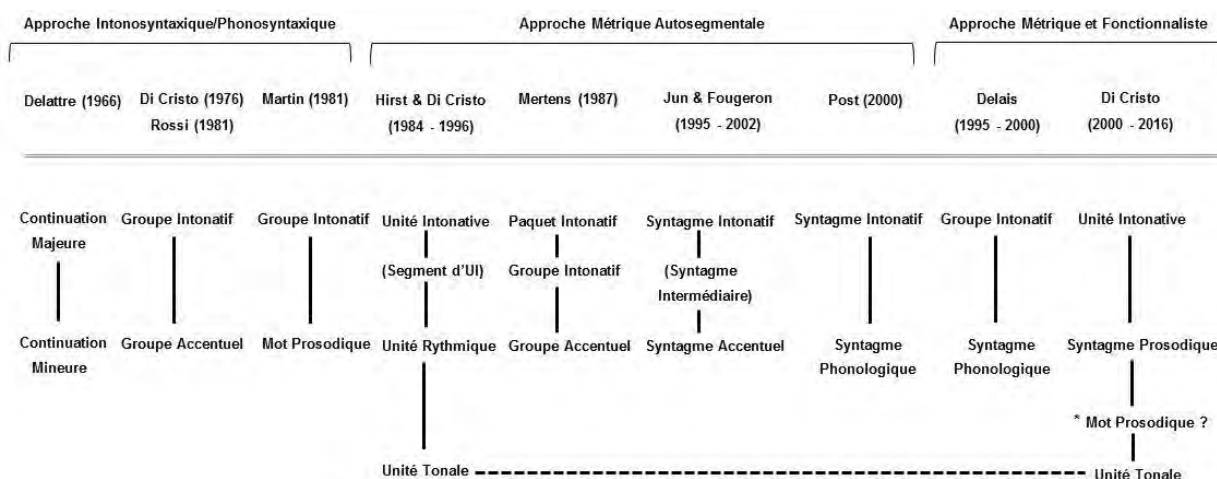 Approche Intonosyntaxique/Phonosyntaxique
Approche Métrique Autosegmentale
Approche Métrique et Fonctionnaliste
Delattre (1966)
Di Cristo (1976)
Rossi (1981)
Martin (1981)
Hirst & Di Cristo
(1984 - 1996)
Mertens (1987)
Jun & Fougeron
(1995 - 2002)
Post (2000)
Delais
(1995 - 2000)
Di Cristo
(2000 - 2016)
Continuation
Majeure
Groupe Intonatif
Groupe Intonatif
Unité Intonative
Paquet Intonatif
Syntagme Intonatif
Syntagme Intonatif
Groupe Intonatif
Unité Intonative
(Segment d'UI)
Groupe Intonatif
(Syntagme
Intermédiaire)
Continuation
Mineure
Groupe Accentuel
Mot Prosodique
Unité Rythmique
Groupe Accentuel
Syntagme Accentuel
Syntagme
Phonologique
Syntagme
Phonologique
Syntagme Prosodique
* Mot Prosodique ?
Unité Tonale
Unité Tonale